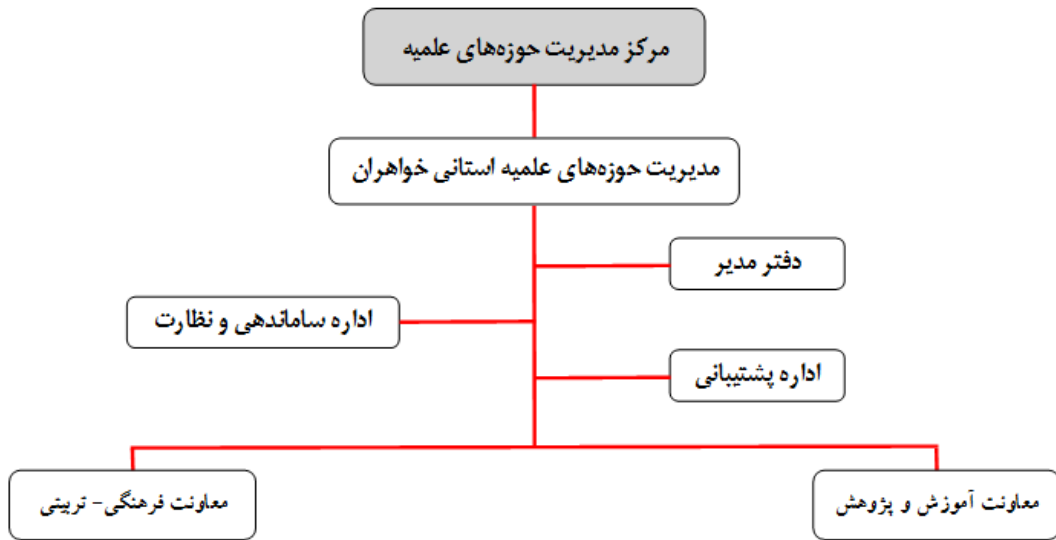 مرکز مدیریت حوزه‌های علمیه
مدیریت حوزه‌های علمیه استانی خواهران
دفتر مدیر
اداره ساماندهی و نظارت
اداره پشتیبانی
معاونت آموزش و پژوهش
معاونت فرهنگی- تربیتی